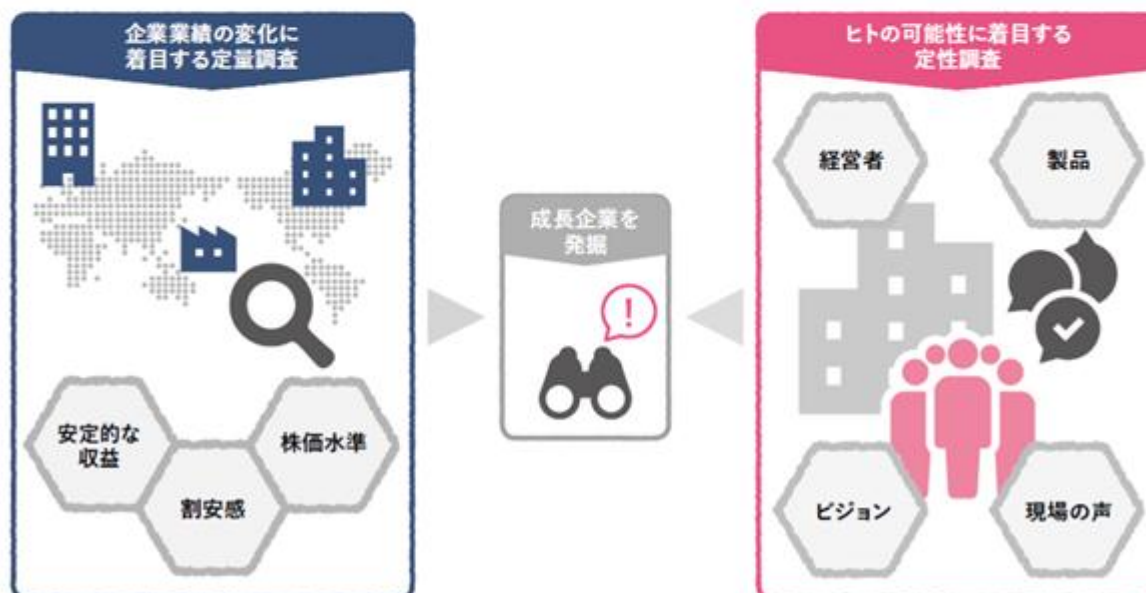 企業業績の変化に
着目する定量調査
安定的な
収益
割安感
株価水準
成長企業を
発掘
!
ヒトの可能性に着目する
定性調査
経営者
製品
ビジョン
現場の声